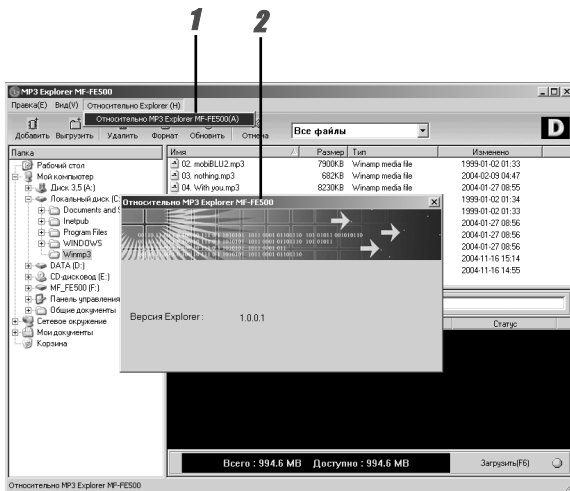 1 2
MP3 Explorer MF-FE500
Правка(E) Вид(V) Относительно Explorer (H)
Относительно MP3 Explorer MF-FE500(A)
Добавить Выгрузить Удалить Формат Обновить Отмена
Все файлы
D
Папка
Рабочий стол
Мой компьютер
Диск 3,5 (A:)
Локальный диск (C:
Documents and S
Inetpub
Program Files
WINDOWS
Winmp3
DATA (D:)
CD-дисковод (E:)
MF_FE500 (F:)
Панель управления
Общие документы
Сетевое окружение
Мои документы
Корзина
Имя Размер Тип Изменено
02. mobiBLU2.mp3 7900KB Winamp media file 1999-01-02 01:33
03. nothing.mp3 682KB Winamp media file 2004-02-09 04:47
04. With you.mp3 8230KB Winamp media file 2004-01-27 08:55
1999-01-02 01:34
1999-01-02 01:33
2004-01-27 08:56
2004-01-27 08:56
2004-01-27 08:56
2004-11-16 15:14
2004-11-16 14:55
Относительно MP3 Explorer MF-FE500
Версия Explorer: 1.0.0.1
Статус
Всего : 994.6 MB Доступно : 994.6 MB
Загрузить(F6)
Относительно MP3 Explorer MF-FE500